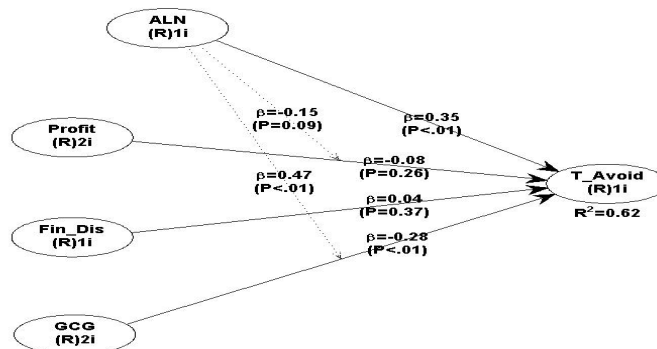 ALN
(R)1i
β=-0.15
(P=0.09)
β=0.35
(P<.01)
Profit
(R)2i
β=-0.08
(P=0.26)
β=0.47
(P<.01)
T_Avoid
(R)1i
R²=0.62
β=0.04
(P=0.37)
Fin_Dis
(R)1i
β=-0.28
(P<.01)
GCG
(R)2i